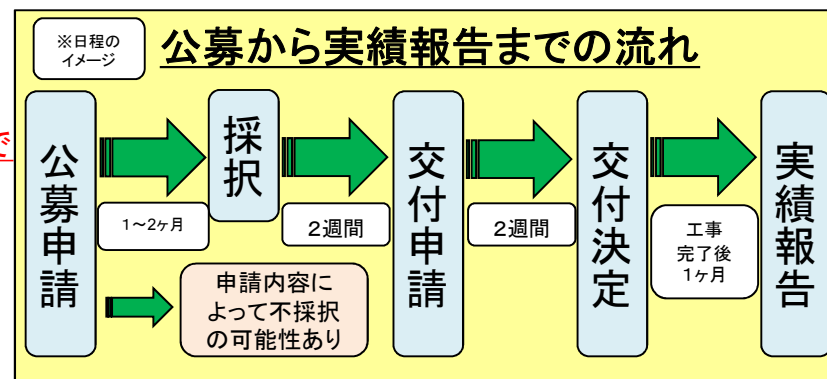 ※日程の
イメージ
公募から実績報告までの流れ
で
公募申請
1～2ヶ月
採択
2週間
交付申請
2週間
交付決定
工事
完了後
1ヶ月
実績報告
申請内容に
よって不採択
の可能性あり